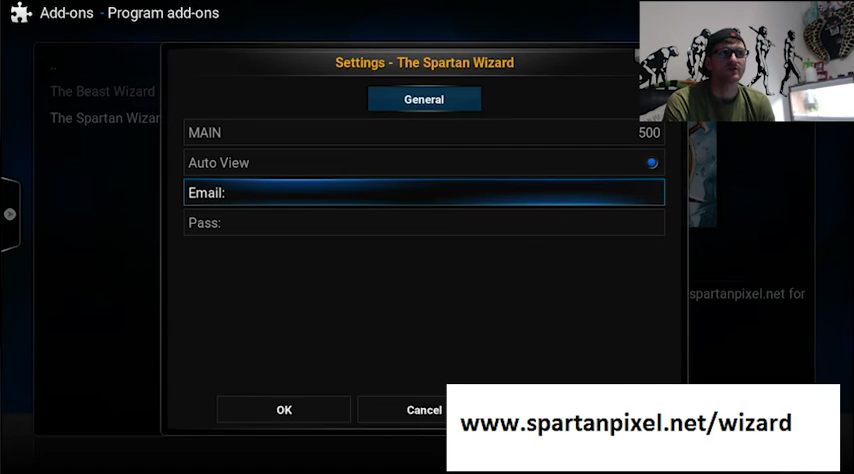 Add-ons - Program add-ons
Settings - The Spartan Wizard
General
..
The Beast Wizard
The Spartan Wizar
MAIN 500
Auto View
Email:
Pass:
spartanpixel.net for
OK Cancel
www.spartanpixel.net/wizard